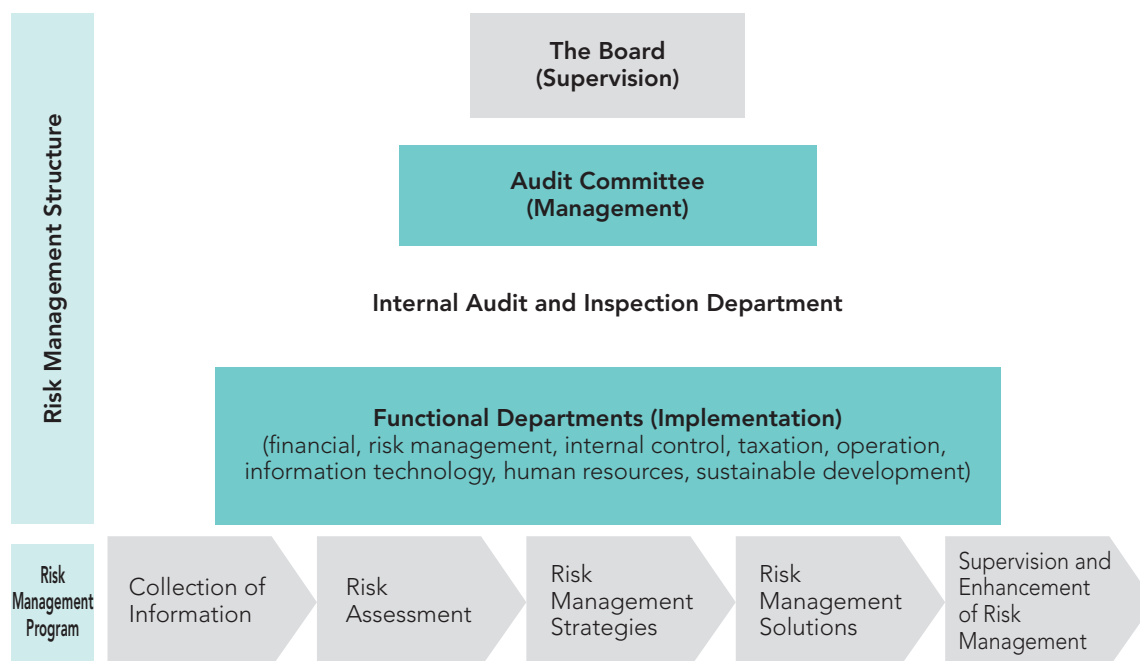 Risk Management Structure
The Board
(Supervision)
Audit Committee
(Management)
Internal Audit and Inspection Department
Functional Departments (Implementation)
(financial, risk management, internal control, taxation, operation,
information technology, human resources, sustainable development)
Risk
Management
Program
Collection of
Information
Risk
Assessment
Risk
Management
Strategies
Risk
Management
Solutions
Supervision and
Enhancement
of Risk
Management